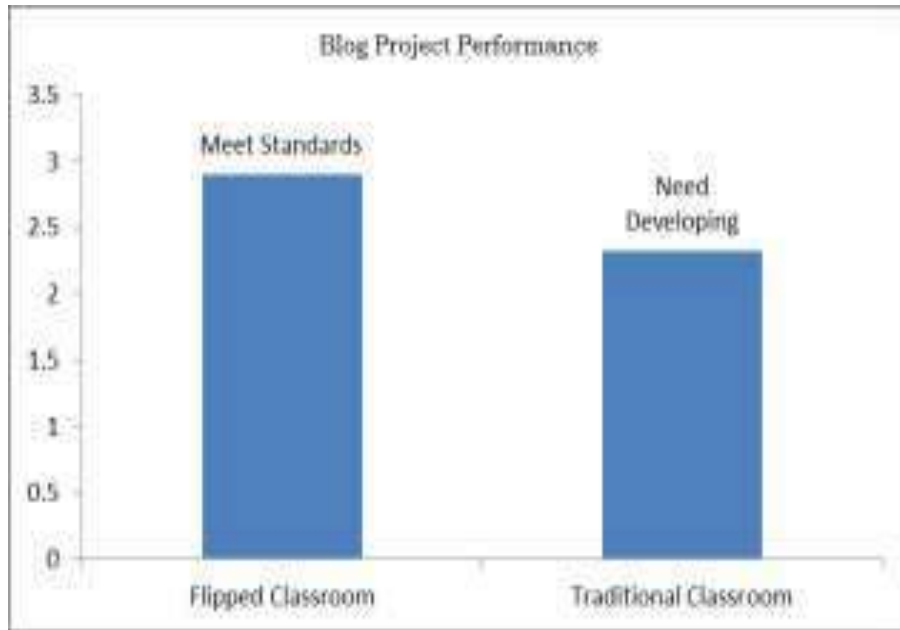 Blog Project Performance
3.5
Meet Standards
3
Need
Developing
2.5
2
1.5
1
0.5
0
Flipped Classroom
Traditional Classroom